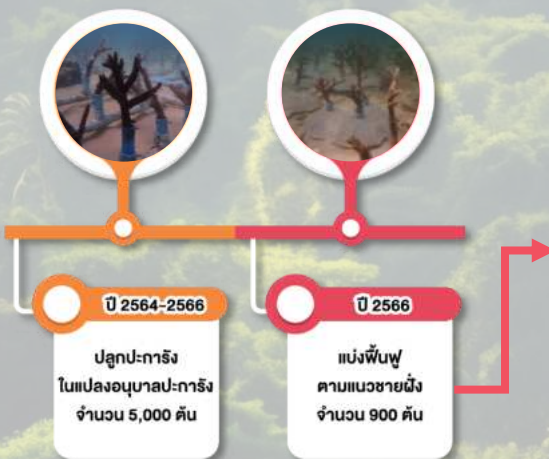 ปี 2564-2566
ปลูกปะการัง
ในแปลงอนุบาลปะการัง
จำนวน 5,000 ต้น
ปี 2566
แบ่งฟื้นฟู
ตามแนวชายฝั่ง
จำนวน 900 ต้น